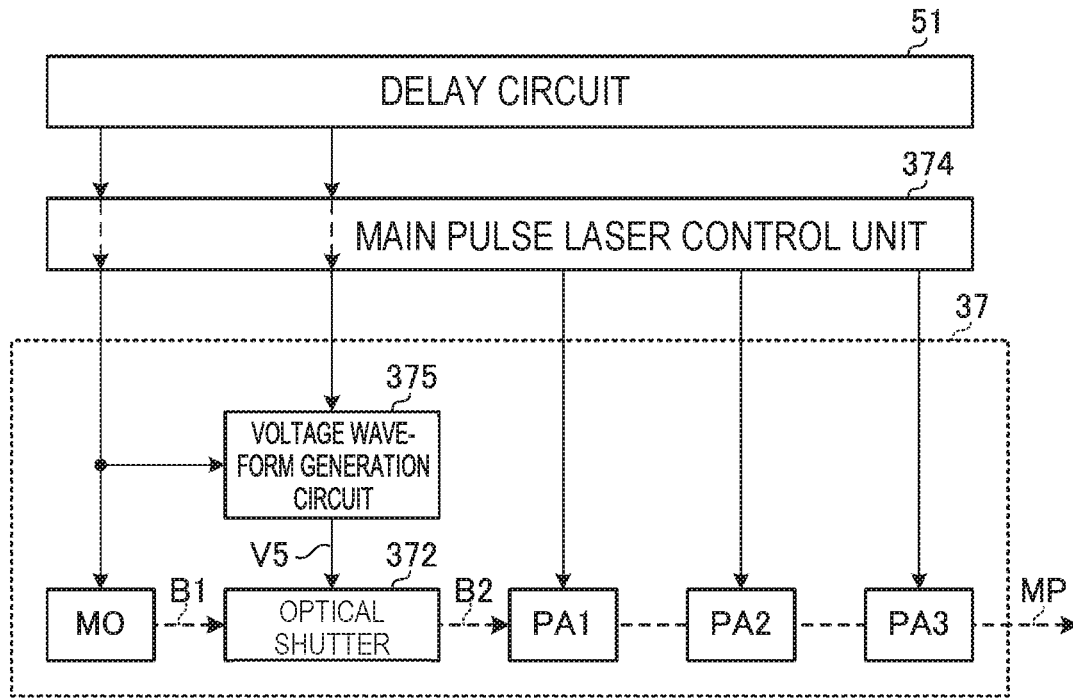 51
DELAY CIRCUIT
374
MAIN PULSE LASER CONTROL UNIT
37
375
VOLTAGE WAVE-
FORM GENERATION
CIRCUIT
V5
372
B1
B2
MP
MO
OPTICAL
SHUTTER
PA1
PA2
PA3